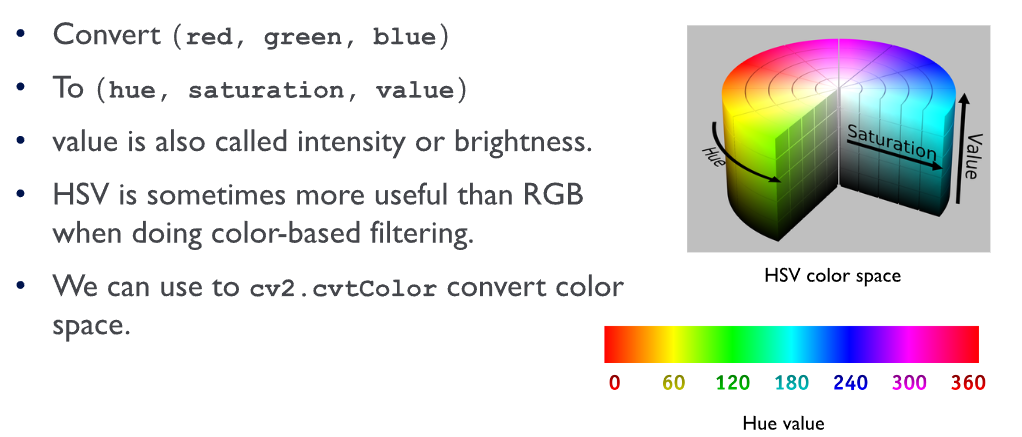 • Convert (red, green, blue)
• To (hue, saturation, value)
• value is also called intensity or brightness.
• HSV is sometimes more useful than RGB
when doing color-based filtering.
• We can use to cv2.cvtColor convert color
space.
Hue
Saturation
Value
HSV color space
0 60 120 180 240 300 360
Hue value